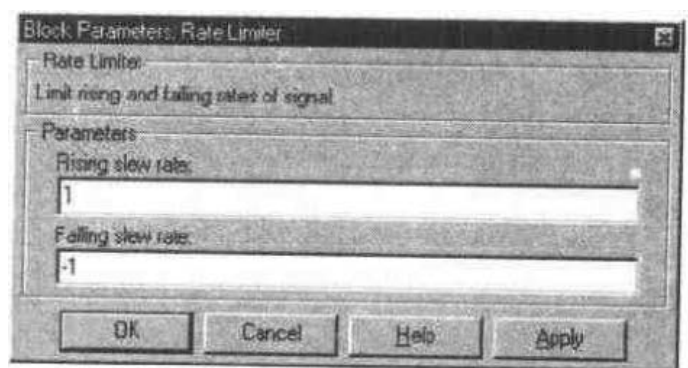 Block Parameters: Rate Limiter
Rate Limiter
Limit rising and falling rates of signal.
Parameters
Rising slew rate:
1
Falling slew rate:
-1
OK
Cancel
Help
Apply